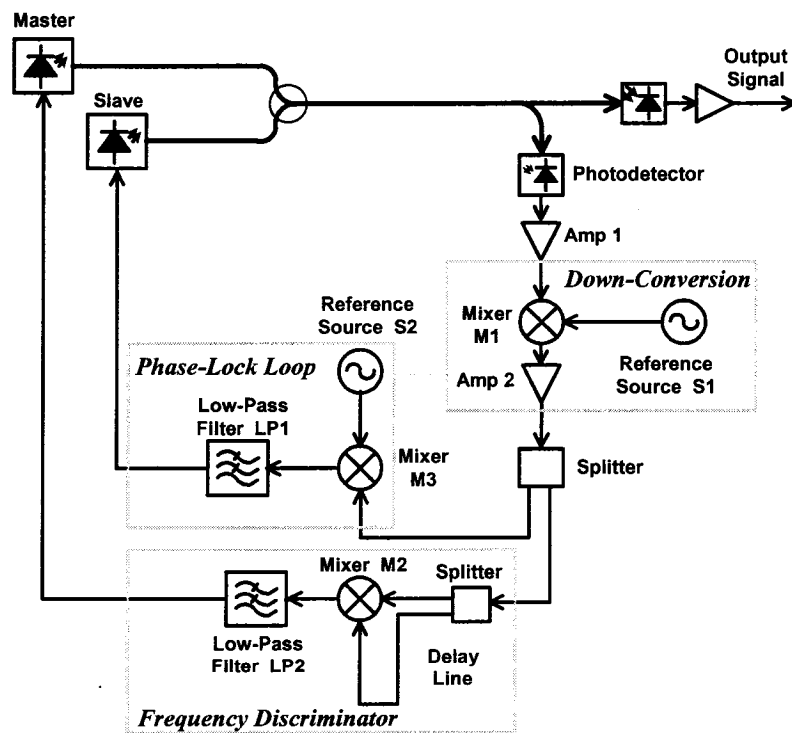 Master
Output
Signal
Slave
Photodetector
Amp 1
Down-Conversion
Reference
Source S2
Mixer
M1
Phase-Lock Loop
Amp 2
Reference
Source S1
Low-Pass
Filter LP1
Mixer
M3
Splitter
Mixer M2
Splitter
Low-Pass
Filter LP2
Delay
Line
Frequency Discriminator